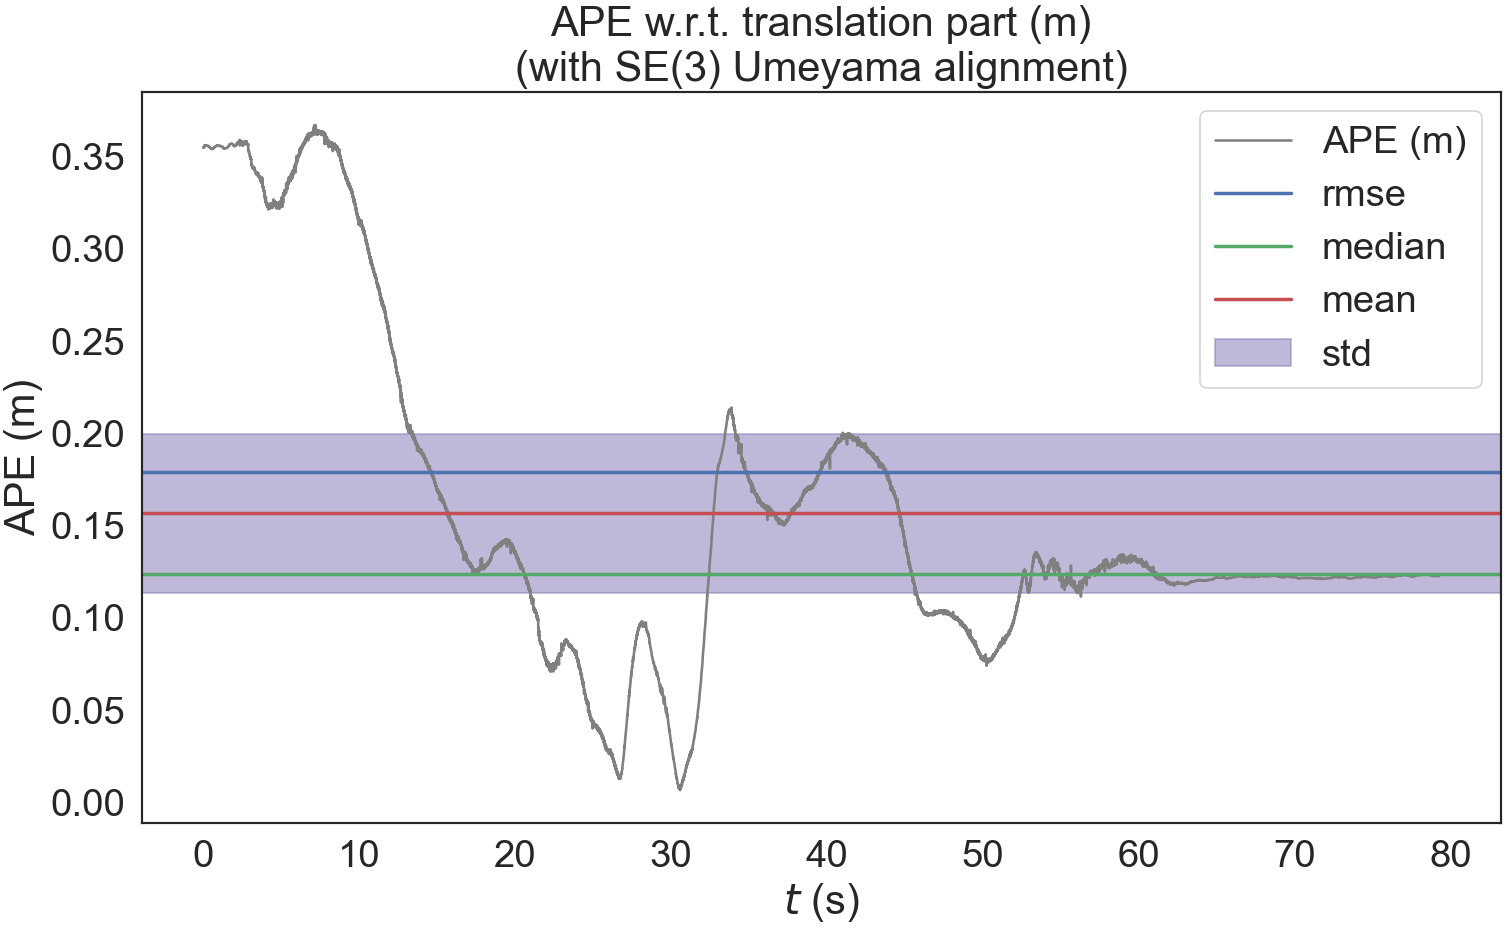 APE w.r.t. translation part (m)
(with SE(3) Umeyama alignment)
APE (m)
0.35
0.30
0.25
0.20
0.15
0.10
0.05
0.00
APE (m)
rmse
median
mean
std
0 10 20 30 40 50 60 70 80
t (s)